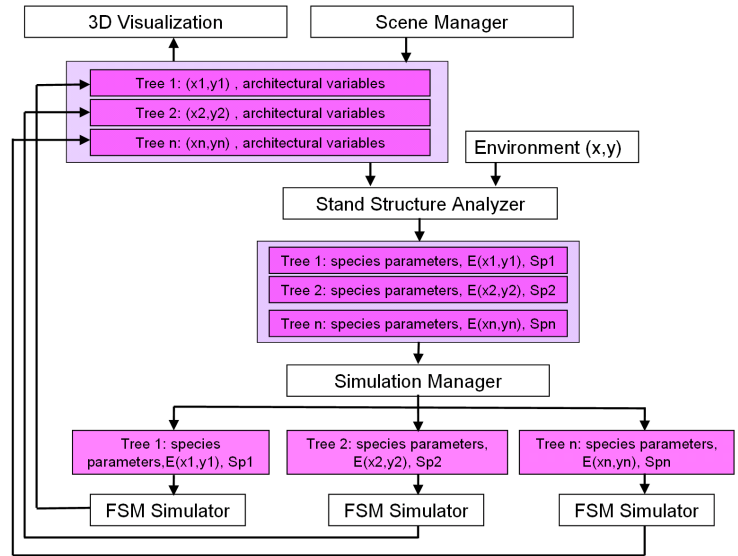 3D Visualization
Scene Manager
Tree 1: (x1,y1) , architectural variables
Tree 2: (x2,y2) , architectural variables
Tree n: (xn,yn) , architectural variables
Environment (x,y)
Stand Structure Analyzer
Tree 1: species parameters, E(x1,y1), Sp1
Tree 2: species parameters, E(x2,y2), Sp2
Tree n: species parameters, E(xn,yn), Spn
Simulation Manager
Tree 1: species
parameters,E(x1,y1), Sp1
Tree 2: species parameters,
E(x2,y2), Sp2
Tree n: species parameters,
E(xn,yn), Spn
FSM Simulator
FSM Simulator
FSM Simulator